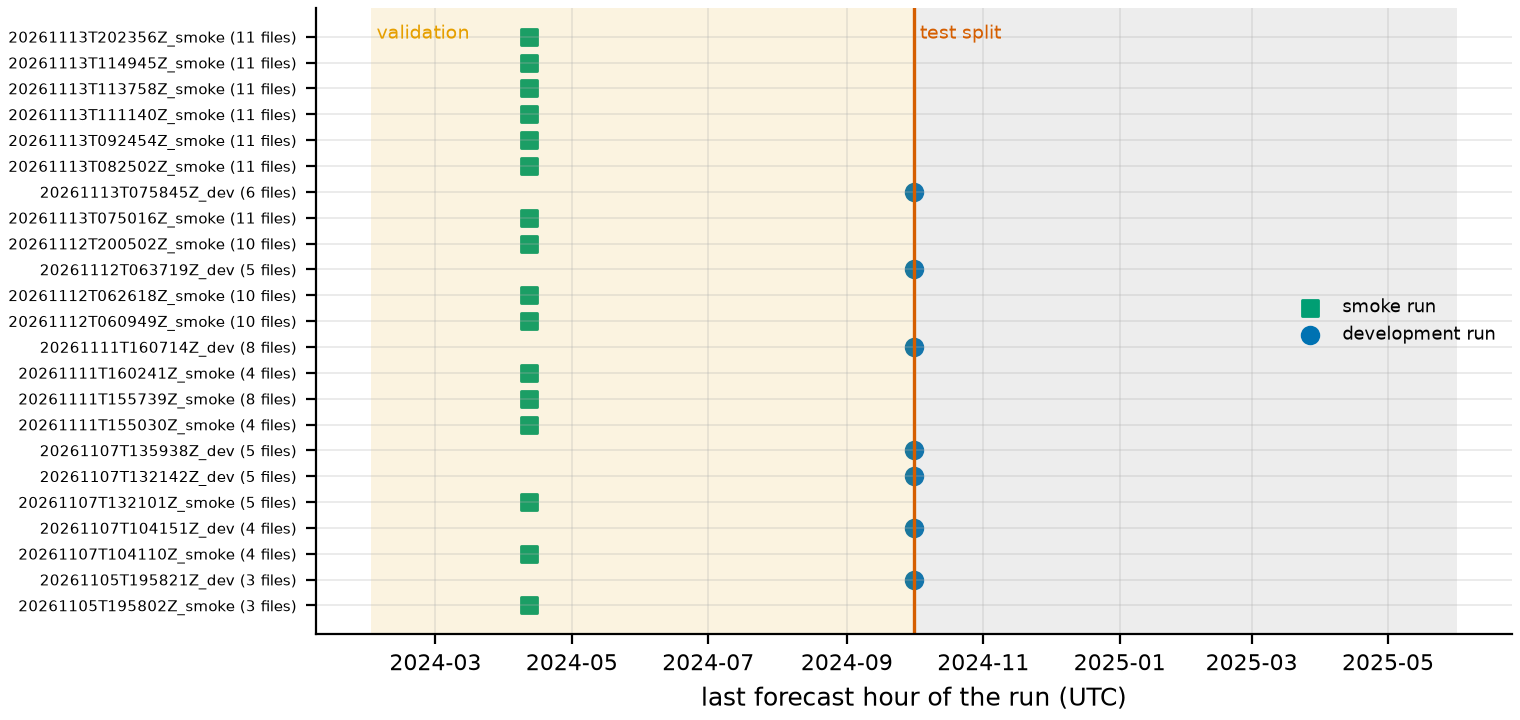 validation
test split
20261113T202356Z_smoke (11 files)
20261113T114945Z_smoke (11 files)
20261113T113758Z_smoke (11 files)
20261113T111140Z_smoke (11 files)
20261113T092454Z_smoke (11 files)
20261113T082502Z_smoke (11 files)
20261113T075845Z_dev (6 files)
20261113T075016Z_smoke (11 files)
20261112T200502Z_smoke (10 files)
20261112T063719Z_dev (5 files)
20261112T062618Z_smoke (10 files)
20261112T060949Z_smoke (10 files)
20261111T160714Z_dev (8 files)
20261111T160241Z_smoke (4 files)
20261111T155739Z_smoke (8 files)
20261111T155030Z_smoke (4 files)
20261107T135938Z_dev (5 files)
20261107T132142Z_dev (5 files)
20261107T132101Z_smoke (5 files)
20261107T104151Z_dev (4 files)
20261107T104110Z_smoke (4 files)
20261105T195821Z_dev (3 files)
20261105T195802Z_smoke (3 files)
smoke run
development run
2024-03 2024-05 2024-07 2024-09 2024-11 2025-01 2025-03 2025-05
last forecast hour of the run (UTC)